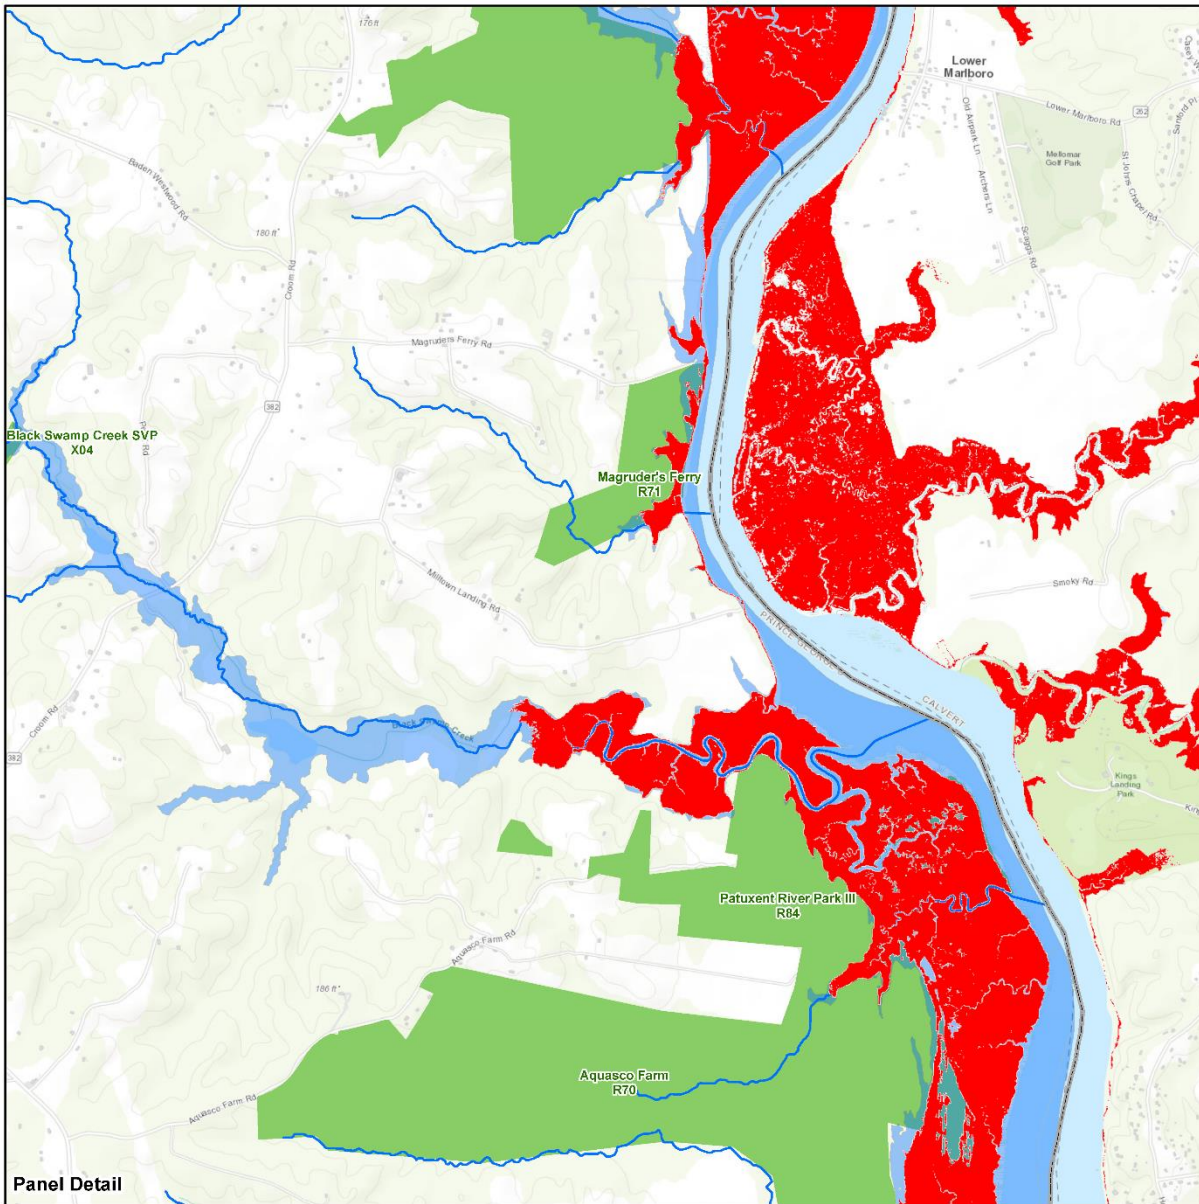 176 ft
Lower
Marlboro
Lower Marlboro Rd
262
Old Airpark Ln
Archers Ln
Mellomar
Golf Park
St Johns Chapel Rd
Sanford Pl
Baden Westwood Rd
180 ft
Croom Rd
Scaggs Rd
Magruders Ferry Rd
382
Black Swamp Creek SVP
X04
Magruder's Ferry
R71
Milltown Landing Rd
Smoky Rd
PRINCE GEORGE'S
CALVERT
Croom Rd
382
Black Swamp Creek
Kings
Landing
Park
Patuxent River Park III
R84
Aquasco Farm Rd
186 ft
Aquasco Farm
R70
Aquasco Farm Rd
Panel Detail